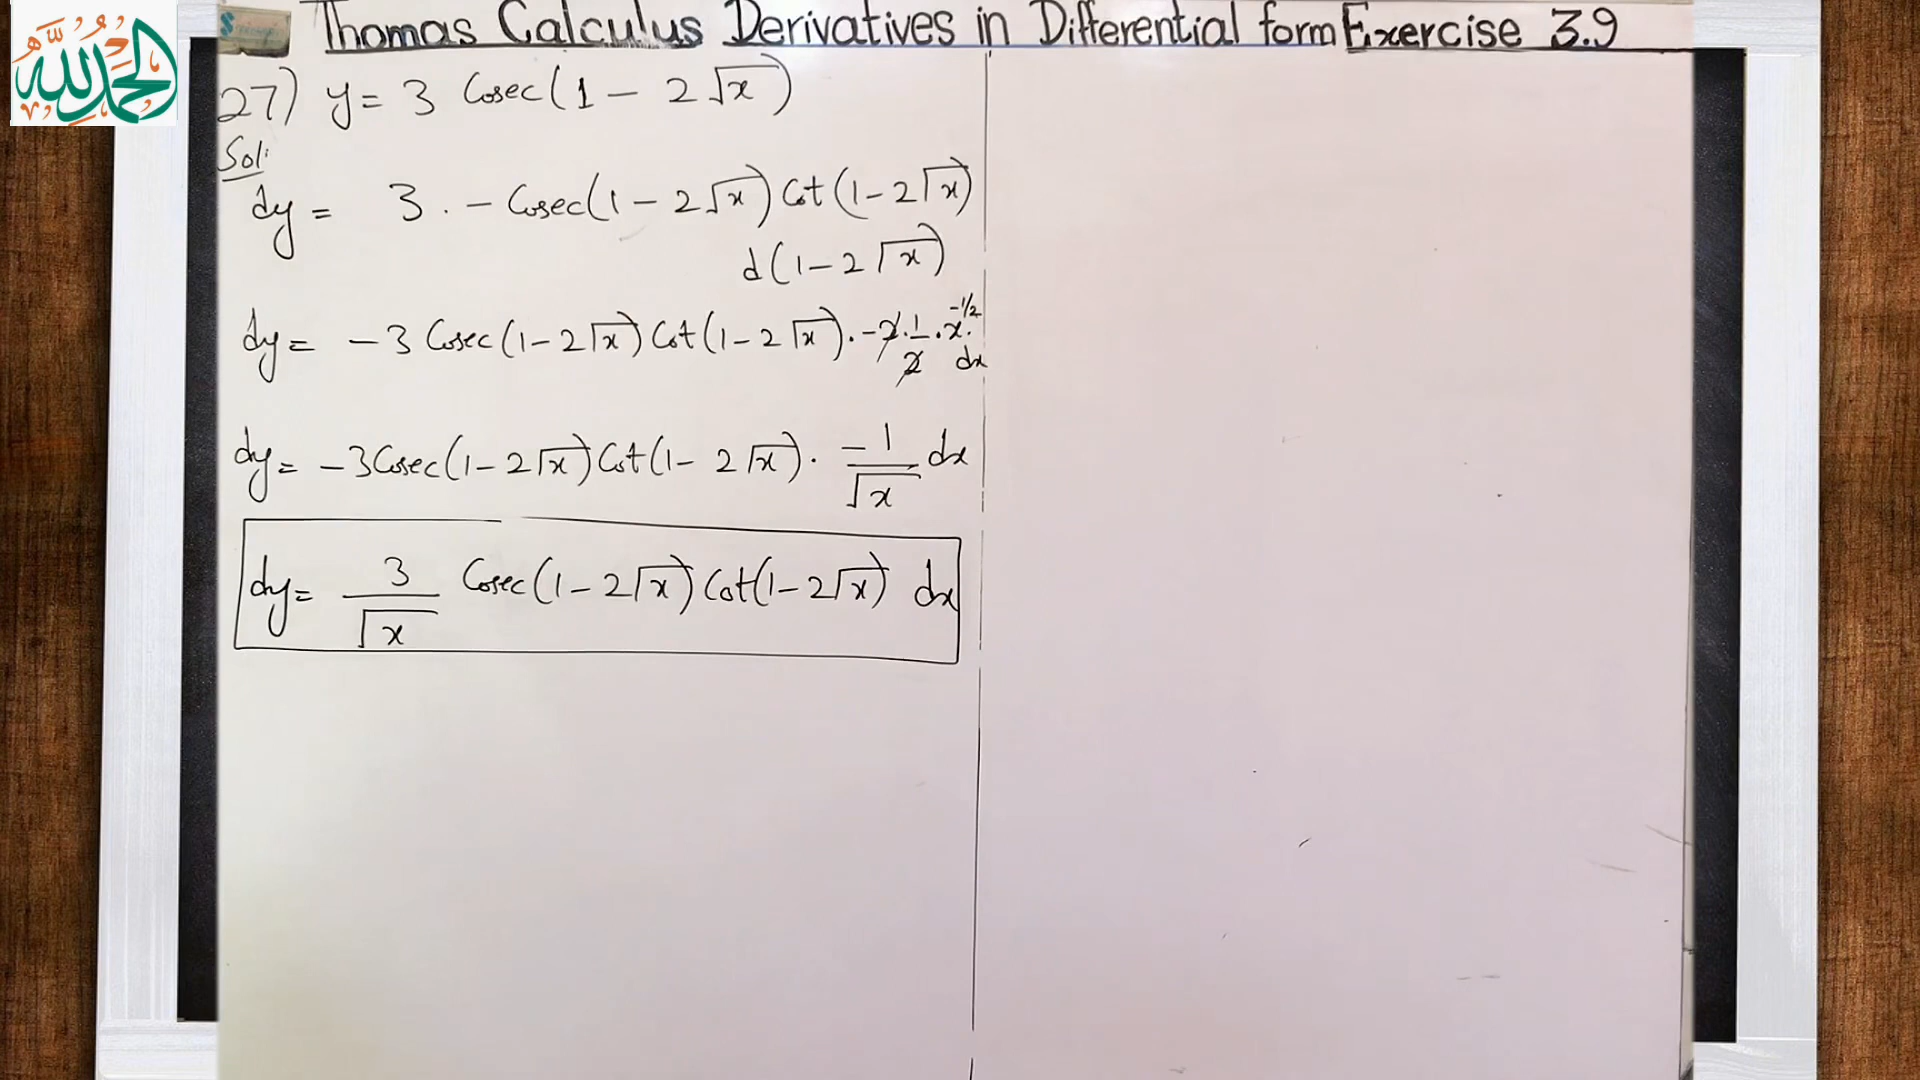 الحمد لله
Thomas Calculus Derivatives in Differential form Exercise 3.9
27) y = 3 Cosec(1 - 2√x)
Sol:
dy = 3 . - Cosec(1 - 2√x) Cot(1 - 2√x)
d(1 - 2√x)
dy = -3 Cosec(1 - 2√x) Cot(1 - 2√x) . -2 . 1/2 . x^-1/2 . dx
dy = -3 Cosec(1 - 2√x) Cot(1 - 2√x) . -1/√x dx
dy = 3/√x Cosec(1 - 2√x) Cot(1 - 2√x) dx